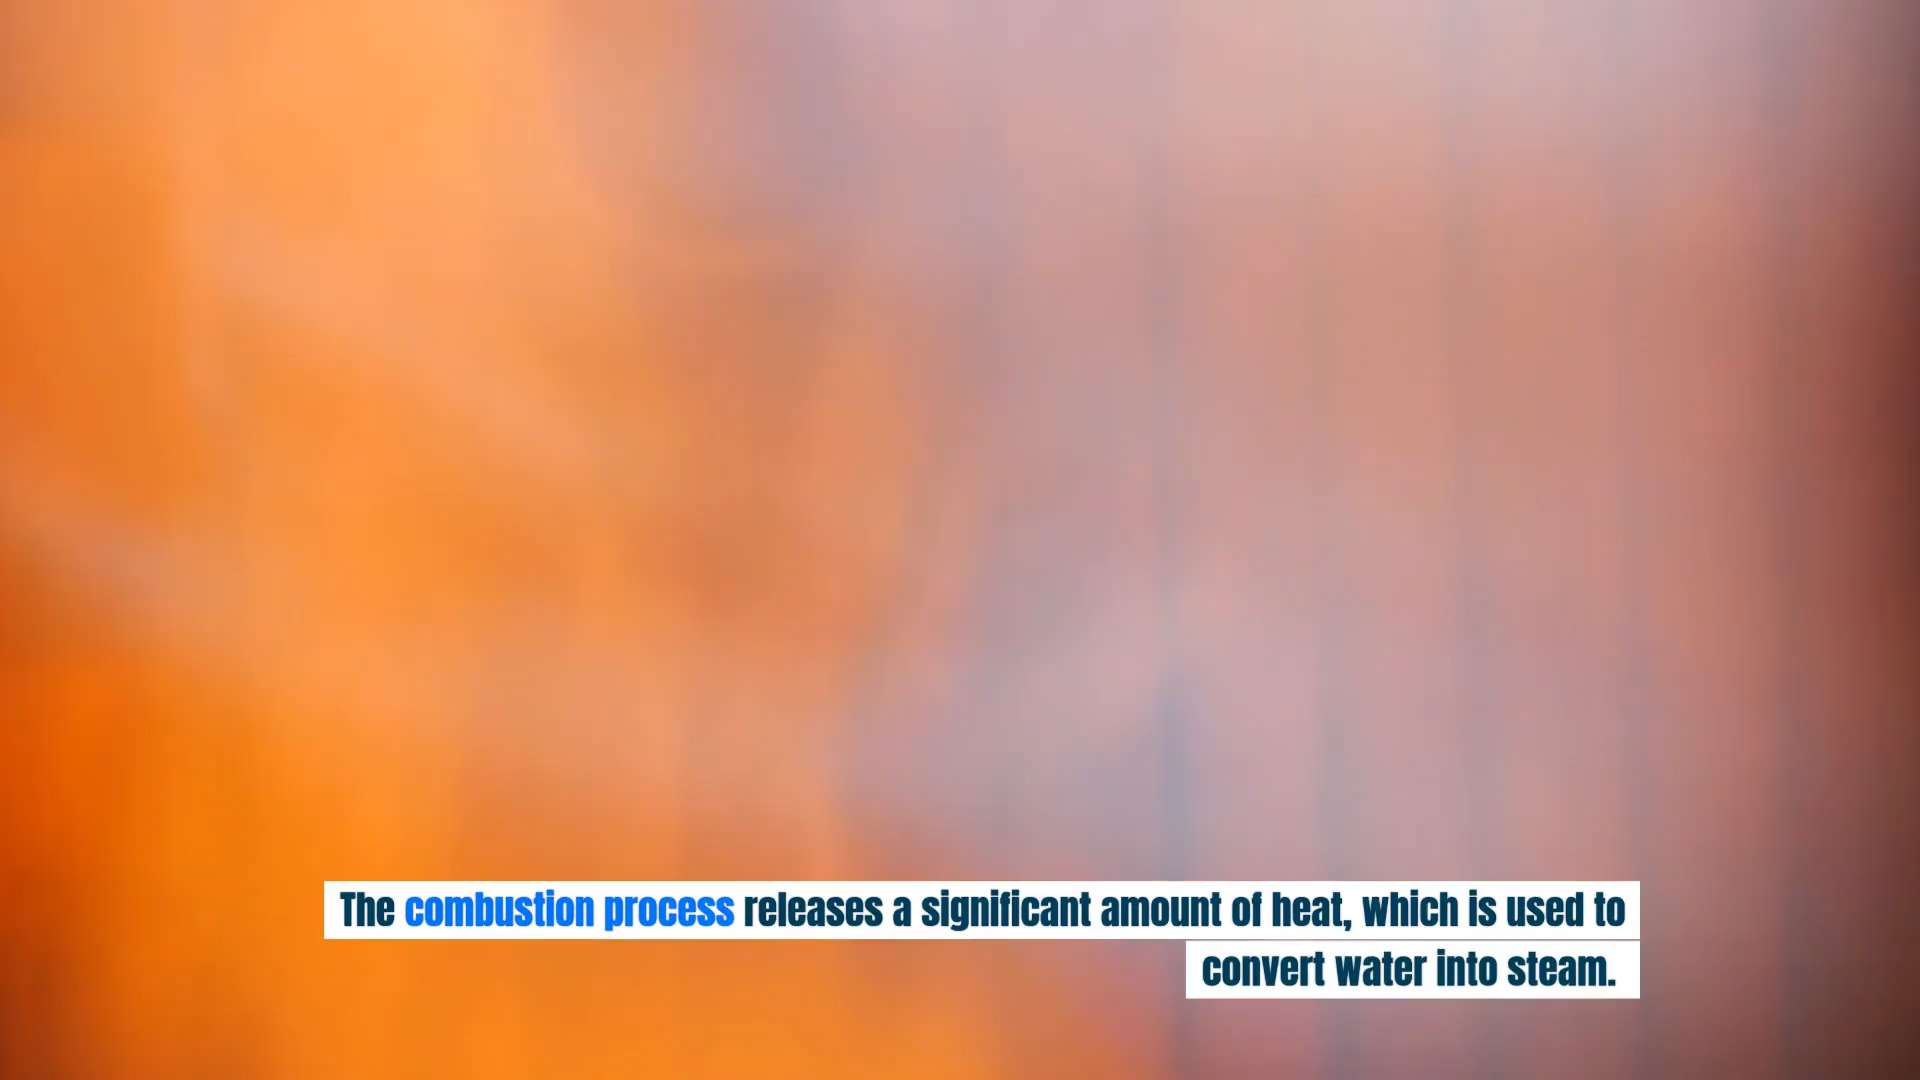 The combustion process releases a significant amount of heat, which is used to
convert water into steam.